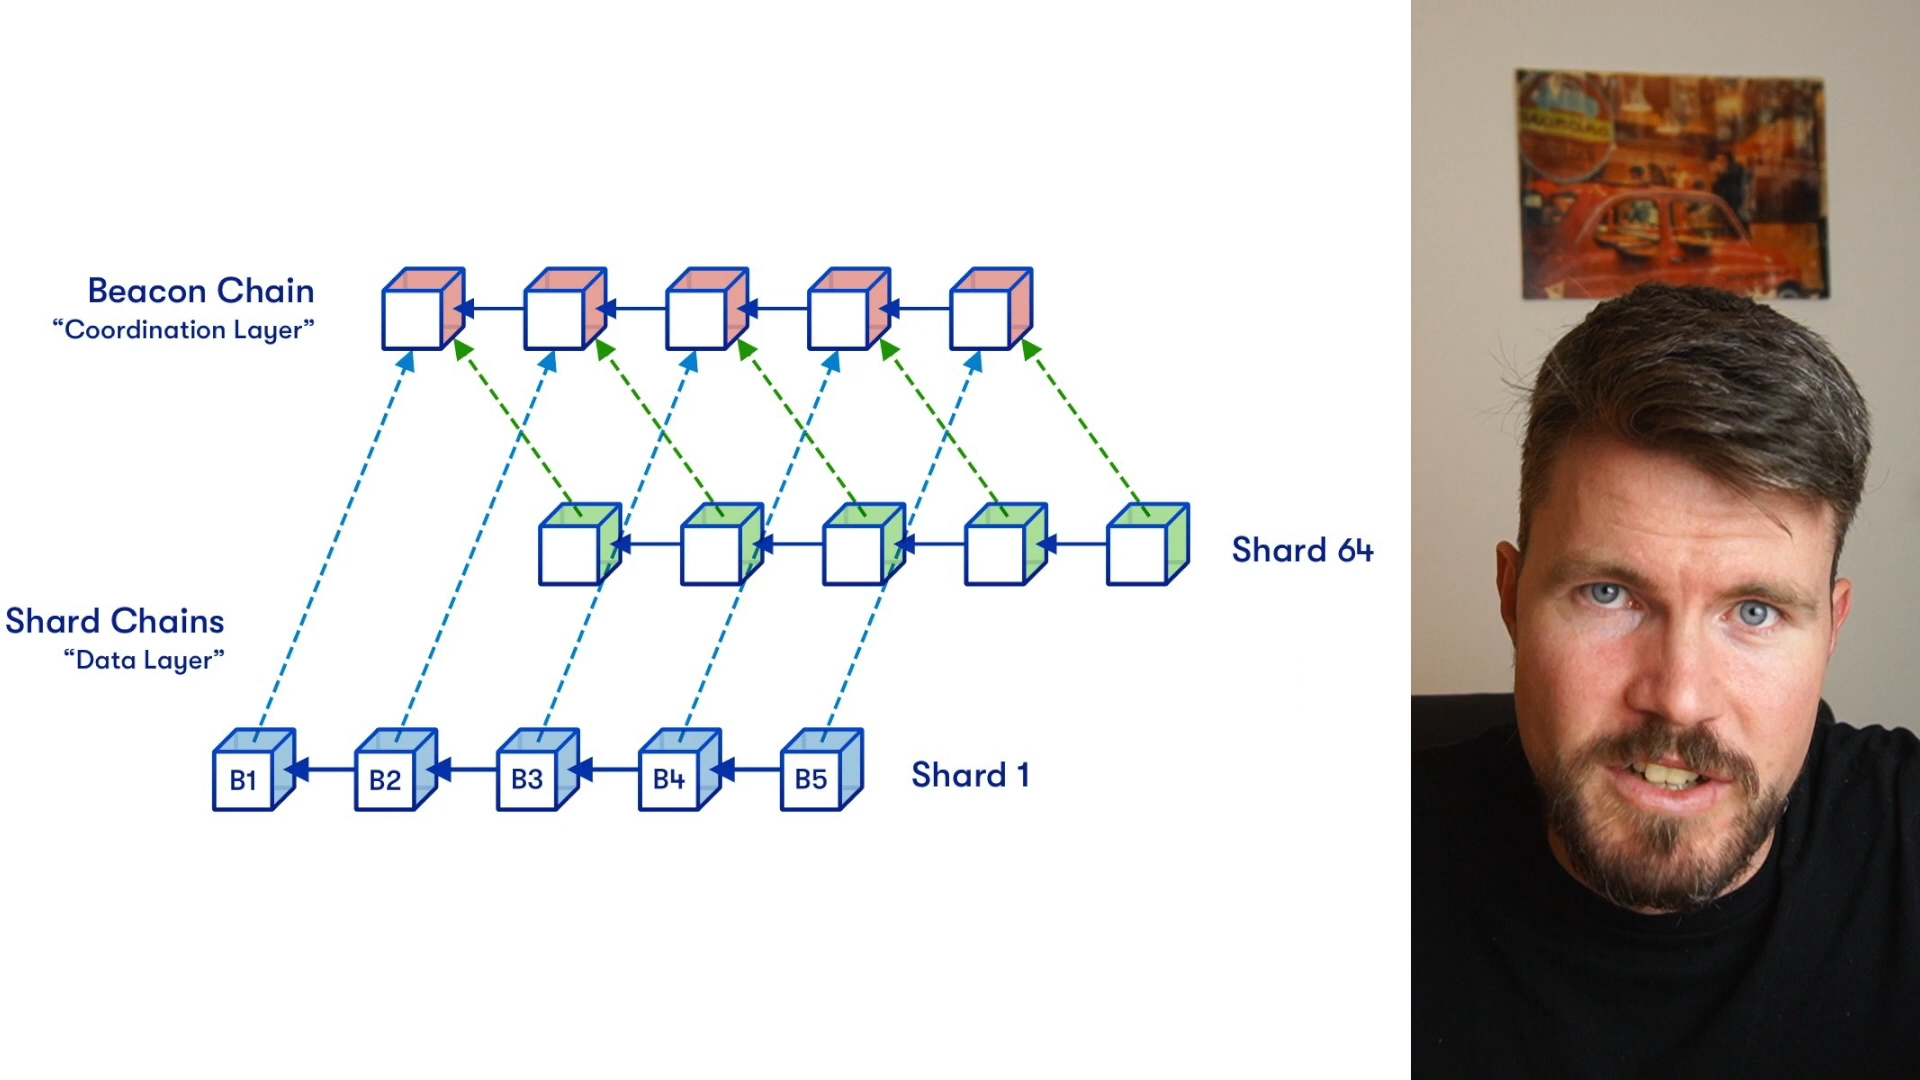 Beacon Chain
“Coordination Layer”
Shard 64
Shard Chains
“Data Layer”
B1
B2
B3
B4
B5
Shard 1